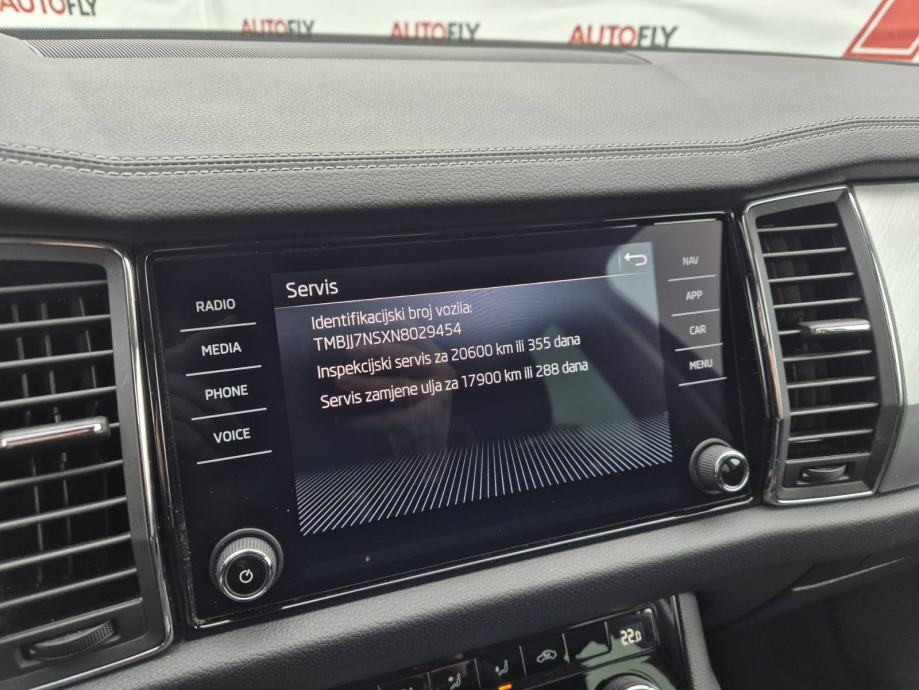 AUTOFLY
AUTOFLY
AUTOFLY
AUTOFLY
Servis
Identifikacijski broj vozila:
TMBJJ7NSXN8029454
Inspekcijski servis za 20600 km ili 355 dana
Servis zamjene ulja za 17900 km ili 288 dana
RADIO
MEDIA
PHONE
VOICE
NAV
APP
CAR
MENU
22.0